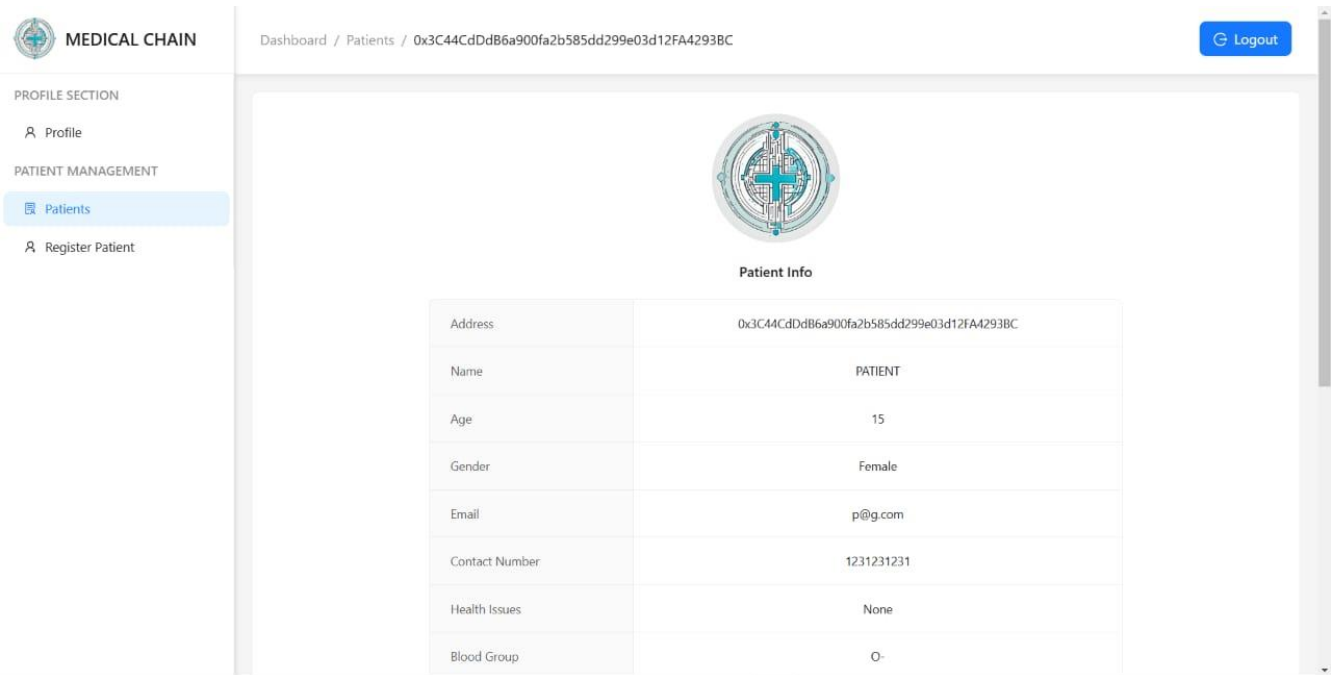 MEDICAL CHAIN
Dashboard / Patients / 0x3C44CdDdB6a900fa2b585dd299e03d12FA4293BC
Logout
PROFILE SECTION
Profile
PATIENT MANAGEMENT
Patients
Register Patient
Patient Info
Address 0x3C44CdDdB6a900fa2b585dd299e03d12FA4293BC
Name PATIENT
Age 15
Gender Female
Email p@g.com
Contact Number 1231231231
Health Issues None
Blood Group O-